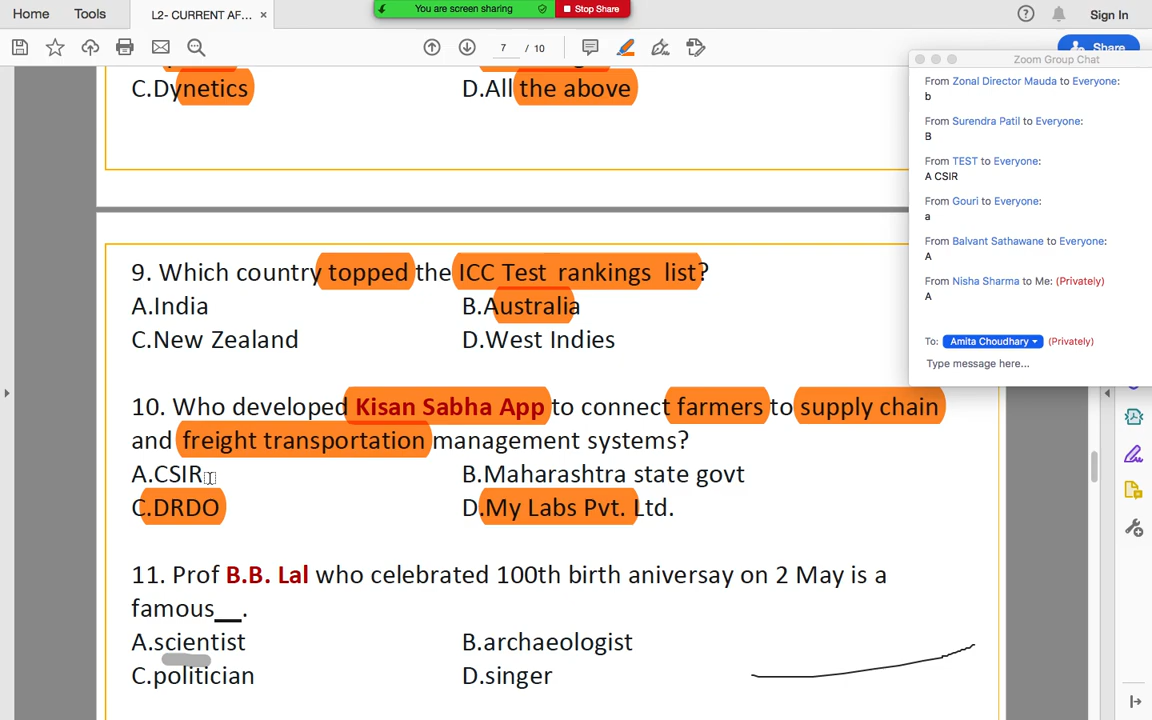 Home Tools L2- CURRENT AF... × You are screen sharing Stop Share ? Sign In
7 / 10 Share
Zoom Group Chat
From Zonal Director Mauda to Everyone:
b
From Surendra Patil to Everyone:
B
From TEST to Everyone:
A CSIR
From Gouri to Everyone:
a
From Balvant Sathawane to Everyone:
A
From Nisha Sharma to Me: (Privately)
A
To: Amita Choudhary (Privately)
Type message here...
C.Dynetics D.All the above
9. Which country topped the ICC Test rankings list?
A.India B.Australia
C.New Zealand D.West Indies
10. Who developed Kisan Sabha App to connect farmers to supply chain
and freight transportation management systems?
A.CSIR B.Maharashtra state govt
C.DRDO D.My Labs Pvt. Ltd.
11. Prof B.B. Lal who celebrated 100th birth aniversay on 2 May is a
famous__.
A.scientist B.archaeologist
C.politician D.singer